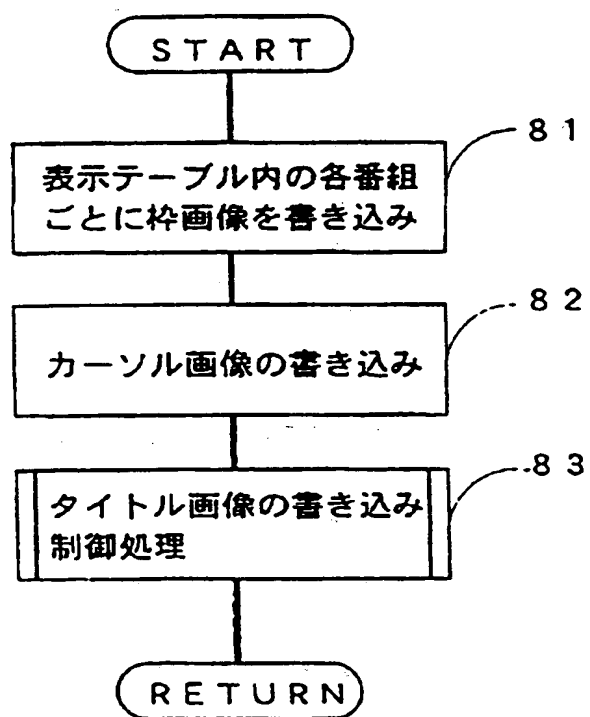 START
81
表示テーブル内の各番組
ごとに枠画像を書き込み
82
カーソル画像の書き込み
83
タイトル画像の書き込み
制御処理
RETURN